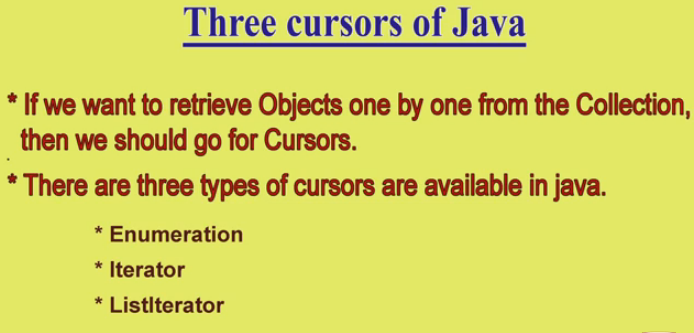 Three cursors of Java
* If we want to retrieve Objects one by one from the Collection,
then we should go for Cursors.
* There are three types of cursors are available in java.
* Enumeration
* Iterator
* ListIterator